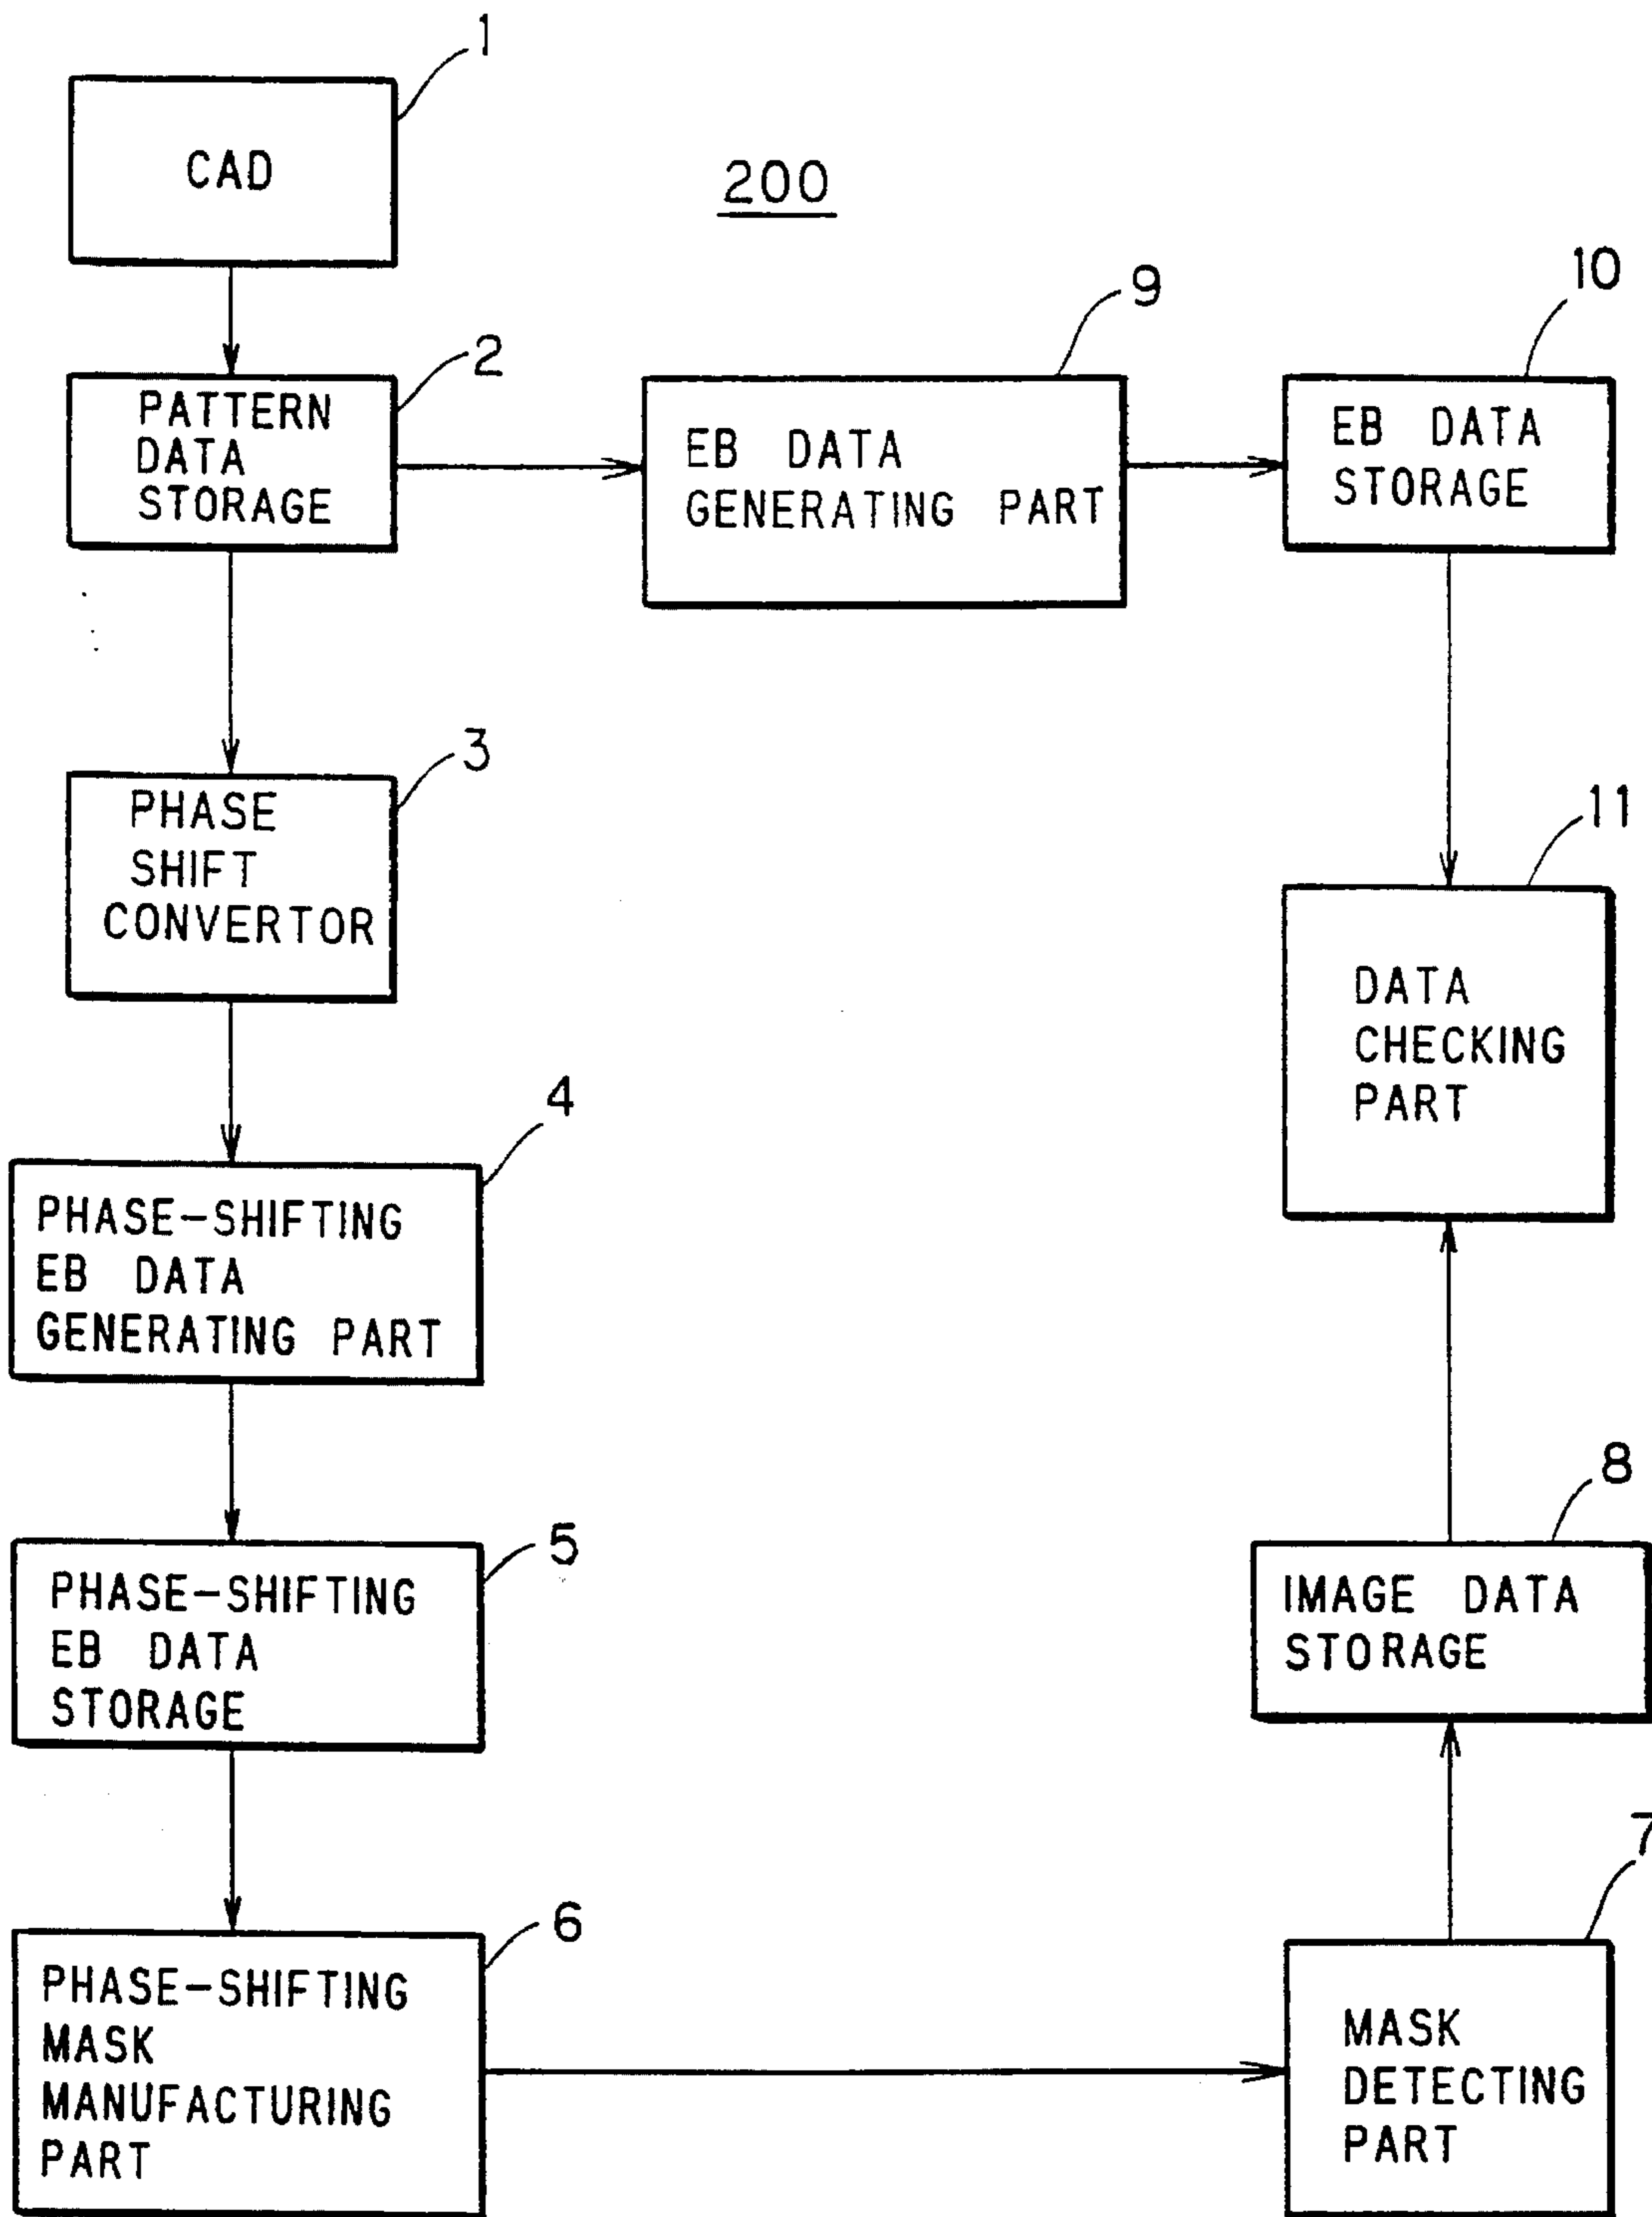 1
CAD
200
2
PATTERN
DATA
STORAGE
9
EB DATA
GENERATING PART
10
EB DATA
STORAGE
3
PHASE
SHIFT
CONVERTOR
11
DATA
CHECKING
PART
4
PHASE-SHIFTING
EB DATA
GENERATING PART
5
PHASE-SHIFTING
EB DATA
STORAGE
8
IMAGE DATA
STORAGE
6
PHASE-SHIFTING
MASK
MANUFACTURING
PART
7
MASK
DETECTING
PART